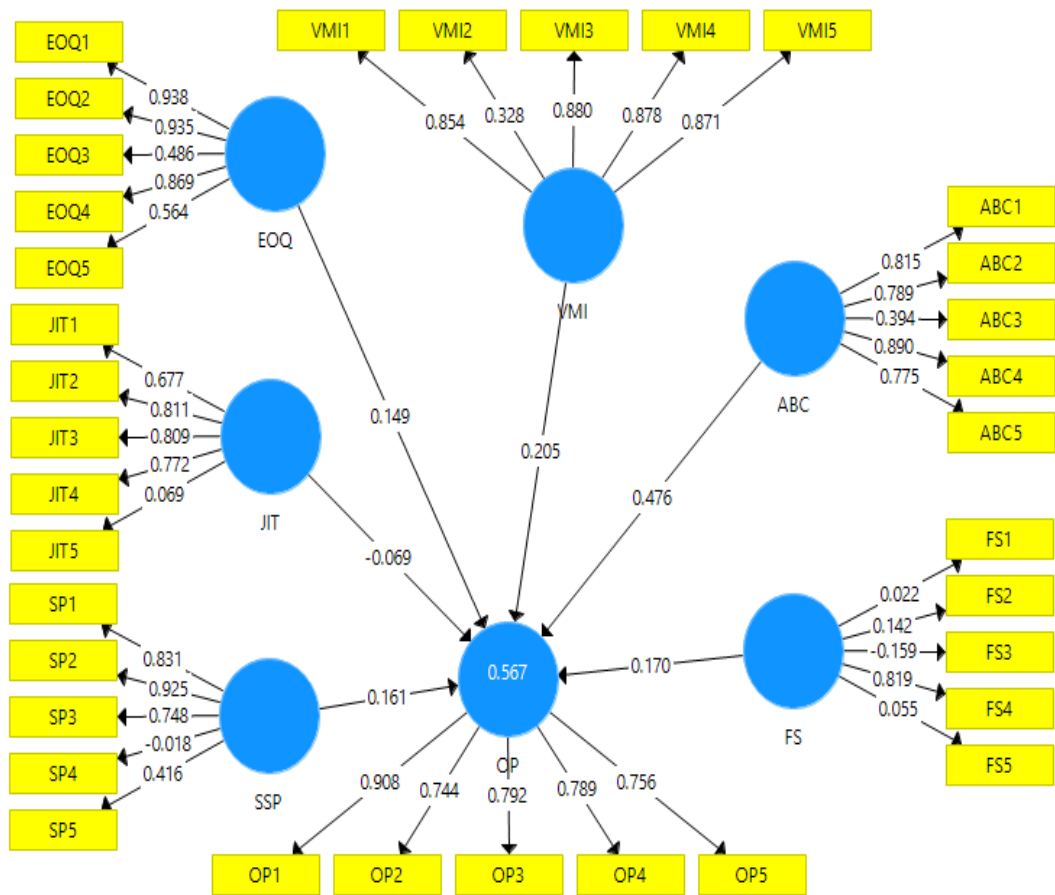 VMI1
VMI2
VMI3
VMI4
VMI5
0.854
0.328
0.880
0.878
0.871
VMI
EOQ1
EOQ2
EOQ3
EOQ4
EOQ5
0.938
0.935
0.486
0.869
0.564
EOQ
JIT1
JIT2
JIT3
JIT4
JIT5
0.677
0.811
0.809
0.772
0.069
JIT
SP1
SP2
SP3
SP4
SP5
0.831
0.925
0.748
-0.018
0.416
SSP
0.149
-0.069
0.161
0.205
0.476
0.170
0.567
OP
0.908
0.744
0.792
0.789
0.756
OP1
OP2
OP3
OP4
OP5
ABC1
ABC2
ABC3
ABC4
ABC5
0.815
0.789
0.394
0.890
0.775
ABC
FS1
FS2
FS3
FS4
FS5
0.022
0.142
-0.159
0.819
0.055
FS